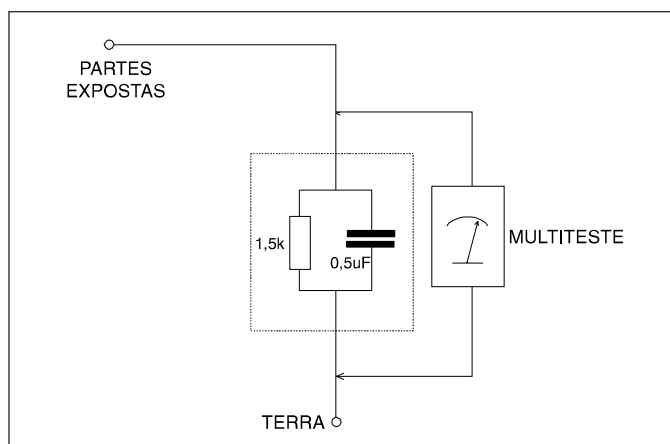 PARTES
EXPOSTAS
1,5k
0,5uF
MULTITESTE
TERRA